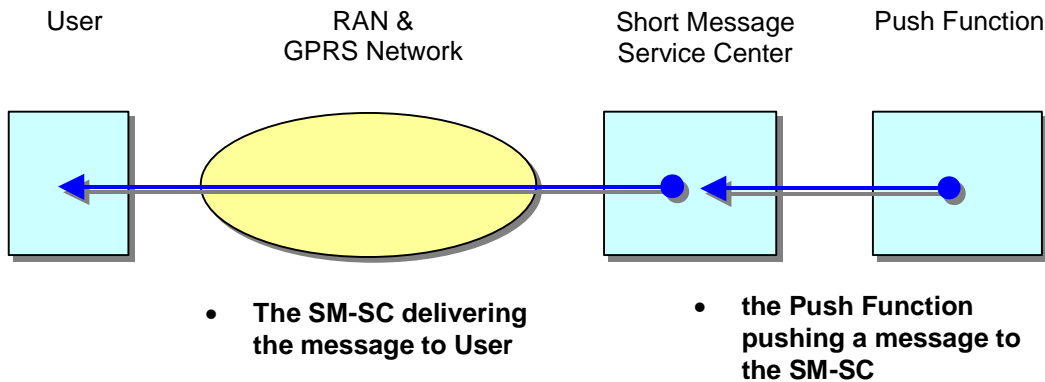 User
RAN &
GPRS Network
Short Message
Service Center
Push Function
• The SM-SC delivering
the message to User
• the Push Function
pushing a message to
the SM-SC